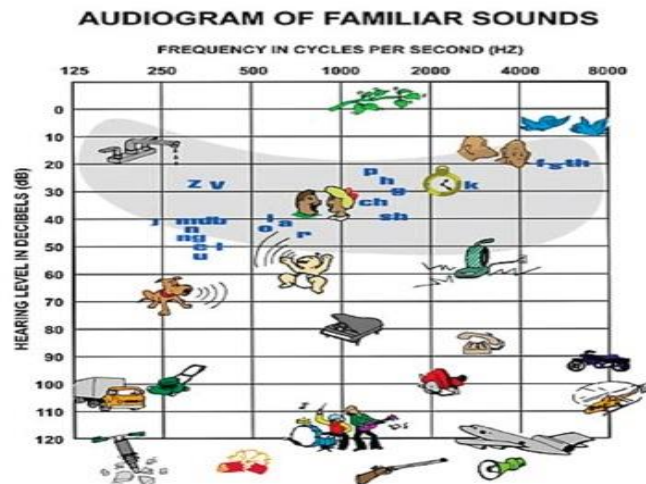 AUDIOGRAM OF FAMILIAR SOUNDS
FREQUENCY IN CYCLES PER SECOND (HZ)
125 250 500 1000 2000 4000 8000
HEARING LEVEL IN DECIBELS (dB)
0
10
20
f s th
p
z v
h
g
k
30
ch
40
j mdb
i
a
sh
n
o
r
ng
50
e l
u
60
70
80
90
100
110
120